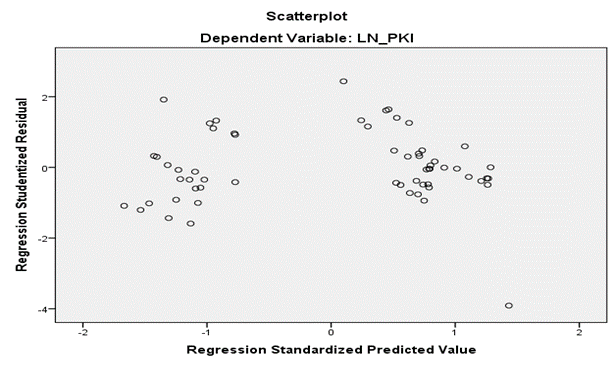 Scatterplot
Dependent Variable: LN_PKI
Regression Studentized Residual
2
0
-2
-4
-2
-1
0
1
2
Regression Standardized Predicted Value